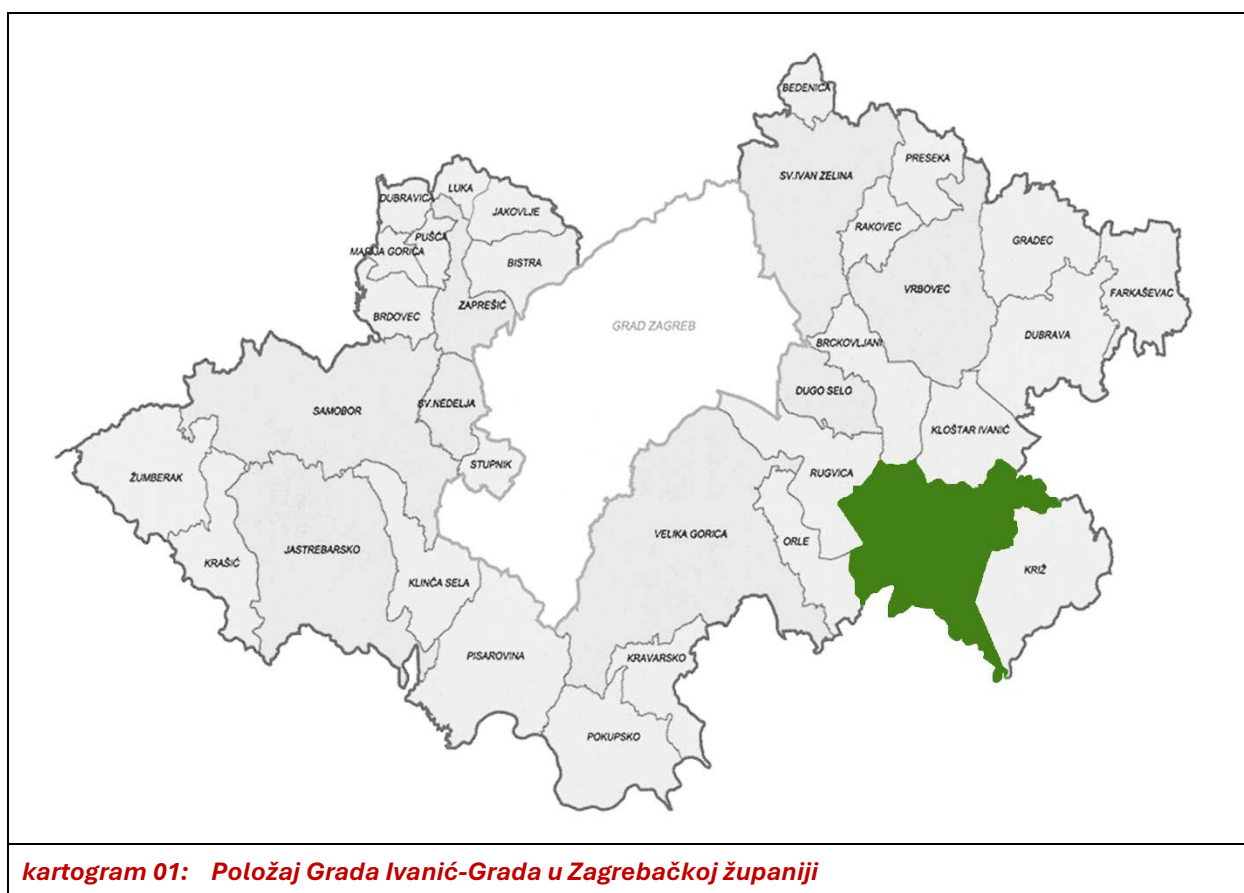 BEDENICA
PRESEKA
SV.IVAN ZELINA
LUKA
DUBRAVICA
JAKOVLJE
RAKOVEC
GRADEC
PUŠĆA
MARIJA GORICA
BISTRA
VRBOVEC
FARKAŠEVAC
ZAPREŠIĆ
BRDOVEC
GRAD ZAGREB
DUBRAVA
BRCKOVLJANI
DUGO SELO
SV.NEDELJA
SAMOBOR
KLOŠTAR IVANIĆ
STUPNIK
RUGVICA
ŽUMBERAK
VELIKA GORICA
ORLE
JASTREBARSKO
KRAŠIĆ
KRIŽ
KLINČA SELA
PISAROVINA
KRAVARSKO
POKUPSKO
kartogram 01: Položaj Grada Ivanić-Grada u Zagrebačkoj županiji